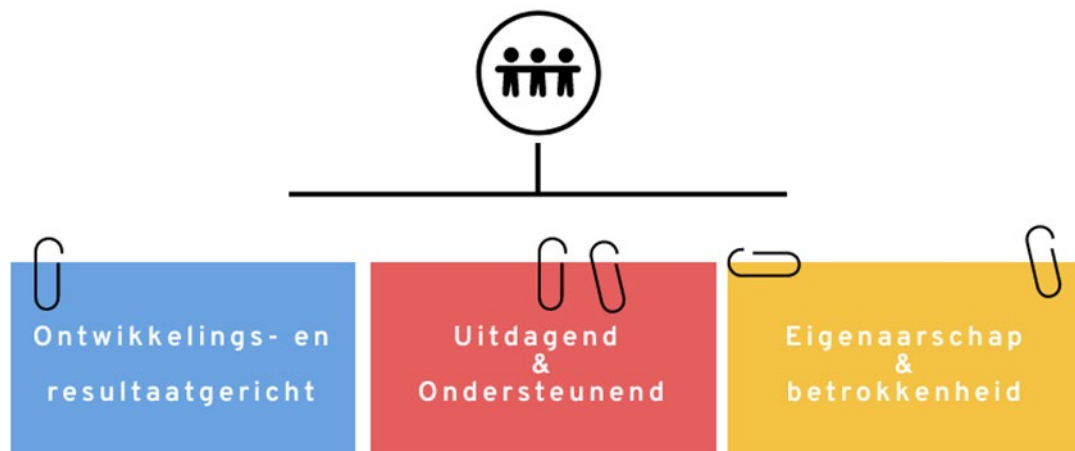 Ontwikkelings- en
resultaatgericht
Uitdagend
&
Ondersteunend
Eigenaarschap
&
betrokkenheid